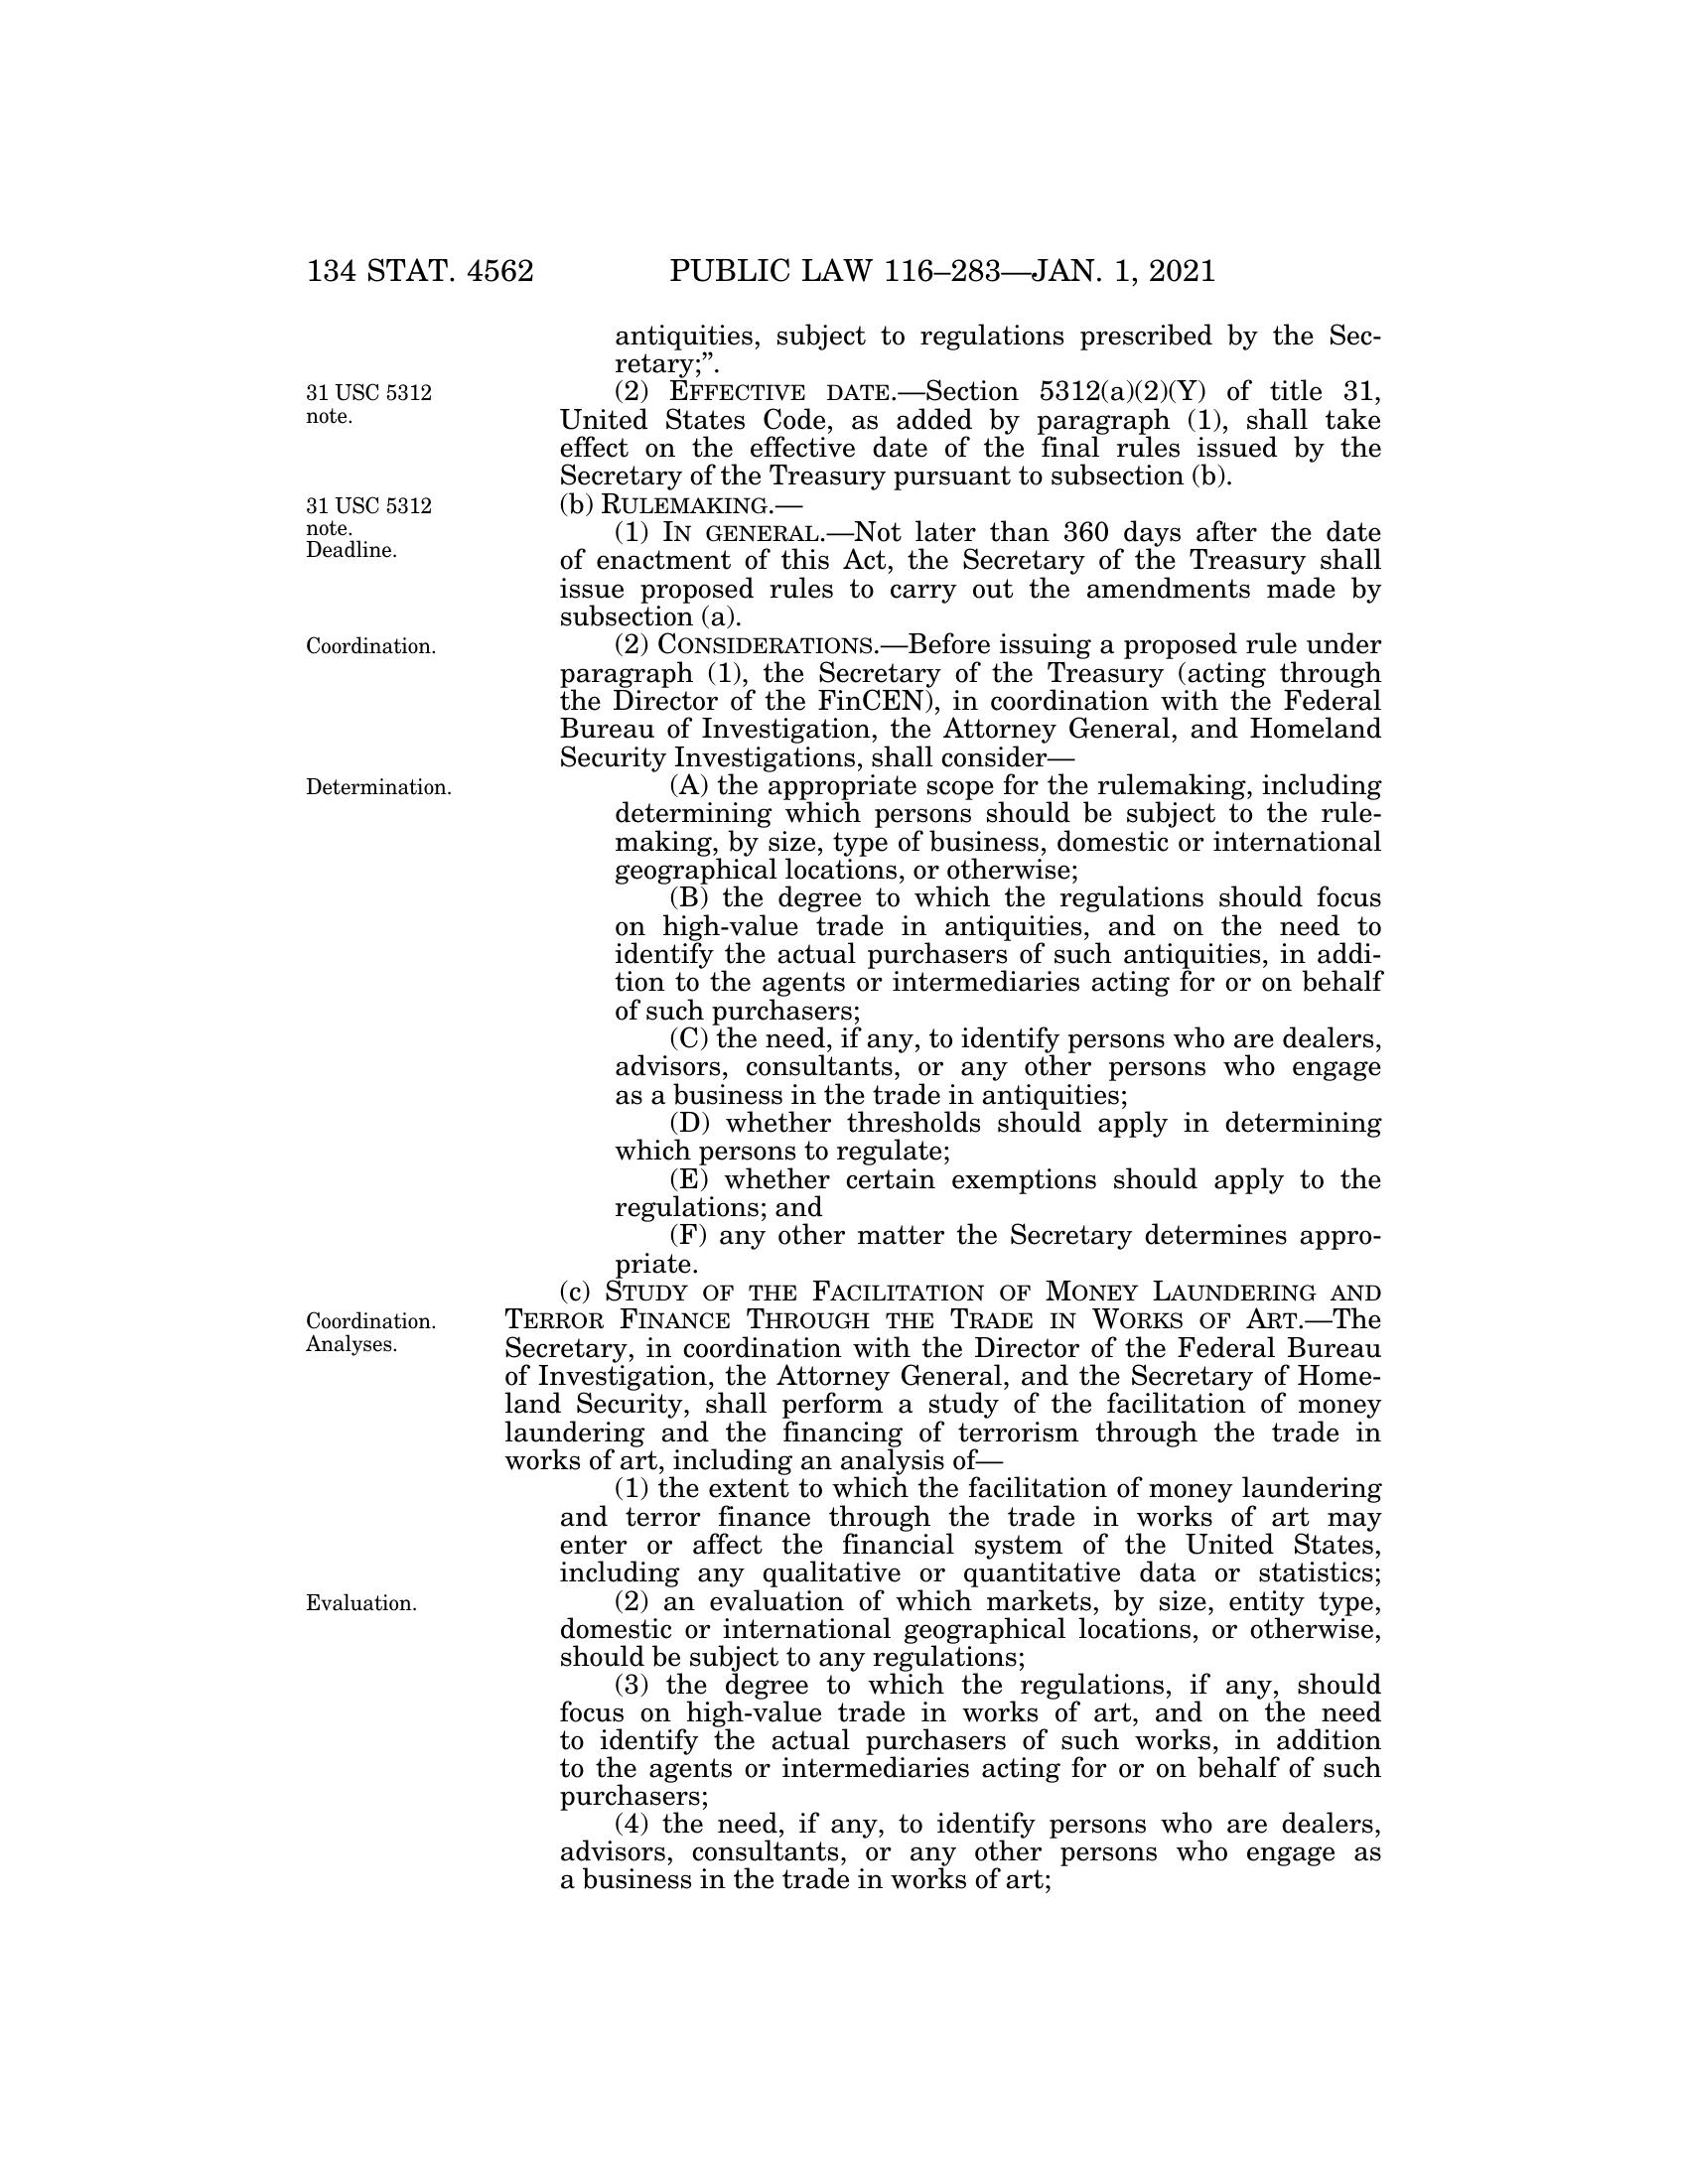 134 STAT. 4562 PUBLIC LAW 116–283—JAN. 1, 2021
antiquities, subject to regulations prescribed by the Sec-
retary;”.
31 USC 5312
note.
(2) EFFECTIVE DATE.—Section 5312(a)(2)(Y) of title 31,
United States Code, as added by paragraph (1), shall take
effect on the effective date of the final rules issued by the
Secretary of the Treasury pursuant to subsection (b).
31 USC 5312
note.
Deadline.
(b) RULEMAKING.—
(1) IN GENERAL.—Not later than 360 days after the date
of enactment of this Act, the Secretary of the Treasury shall
issue proposed rules to carry out the amendments made by
subsection (a).
Coordination.
(2) CONSIDERATIONS.—Before issuing a proposed rule under
paragraph (1), the Secretary of the Treasury (acting through
the Director of the FinCEN), in coordination with the Federal
Bureau of Investigation, the Attorney General, and Homeland
Security Investigations, shall consider—
Determination.
(A) the appropriate scope for the rulemaking, including
determining which persons should be subject to the rule-
making, by size, type of business, domestic or international
geographical locations, or otherwise;
(B) the degree to which the regulations should focus
on high-value trade in antiquities, and on the need to
identify the actual purchasers of such antiquities, in addi-
tion to the agents or intermediaries acting for or on behalf
of such purchasers;
(C) the need, if any, to identify persons who are dealers,
advisors, consultants, or any other persons who engage
as a business in the trade in antiquities;
(D) whether thresholds should apply in determining
which persons to regulate;
(E) whether certain exemptions should apply to the
regulations; and
(F) any other matter the Secretary determines appro-
priate.
Coordination.
Analyses.
(c) STUDY OF THE FACILITATION OF MONEY LAUNDERING AND
TERROR FINANCE THROUGH THE TRADE IN WORKS OF ART.—The
Secretary, in coordination with the Director of the Federal Bureau
of Investigation, the Attorney General, and the Secretary of Home-
land Security, shall perform a study of the facilitation of money
laundering and the financing of terrorism through the trade in
works of art, including an analysis of—
(1) the extent to which the facilitation of money laundering
and terror finance through the trade in works of art may
enter or affect the financial system of the United States,
including any qualitative or quantitative data or statistics;
Evaluation.
(2) an evaluation of which markets, by size, entity type,
domestic or international geographical locations, or otherwise,
should be subject to any regulations;
(3) the degree to which the regulations, if any, should
focus on high-value trade in works of art, and on the need
to identify the actual purchasers of such works, in addition
to the agents or intermediaries acting for or on behalf of such
purchasers;
(4) the need, if any, to identify persons who are dealers,
advisors, consultants, or any other persons who engage as
a business in the trade in works of art;